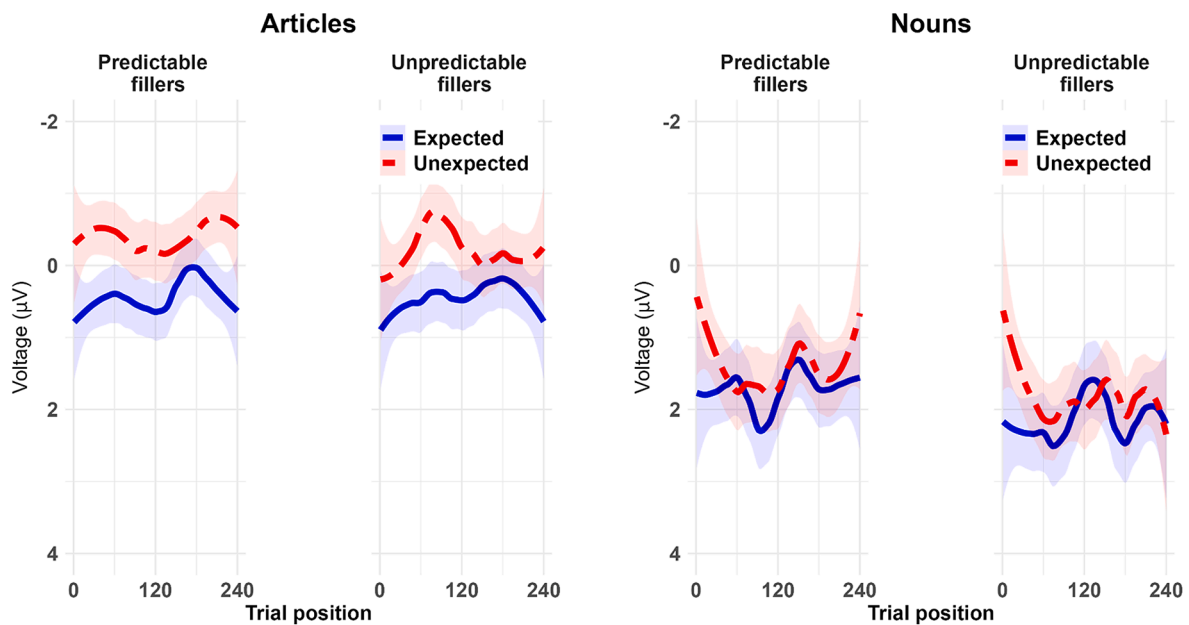 Articles
Nouns
Predictable
fillers
Unpredictable
fillers
Predictable
fillers
Unpredictable
fillers
Expected
Unexpected
Expected
Unexpected
Voltage (µV)
-2
0
2
4
0 120 240
0 120 240
Trial position
Voltage (µV)
-2
0
2
4
0 120 240
0 120 240
Trial position